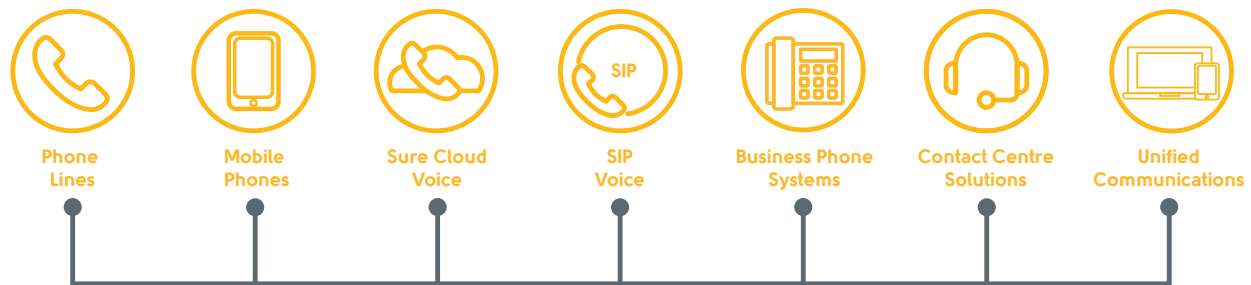 SIP
Phone
Lines
Mobile
Phones
Sure Cloud
Voice
SIP
Voice
Business Phone
Systems
Contact Centre
Solutions
Unified
Communications